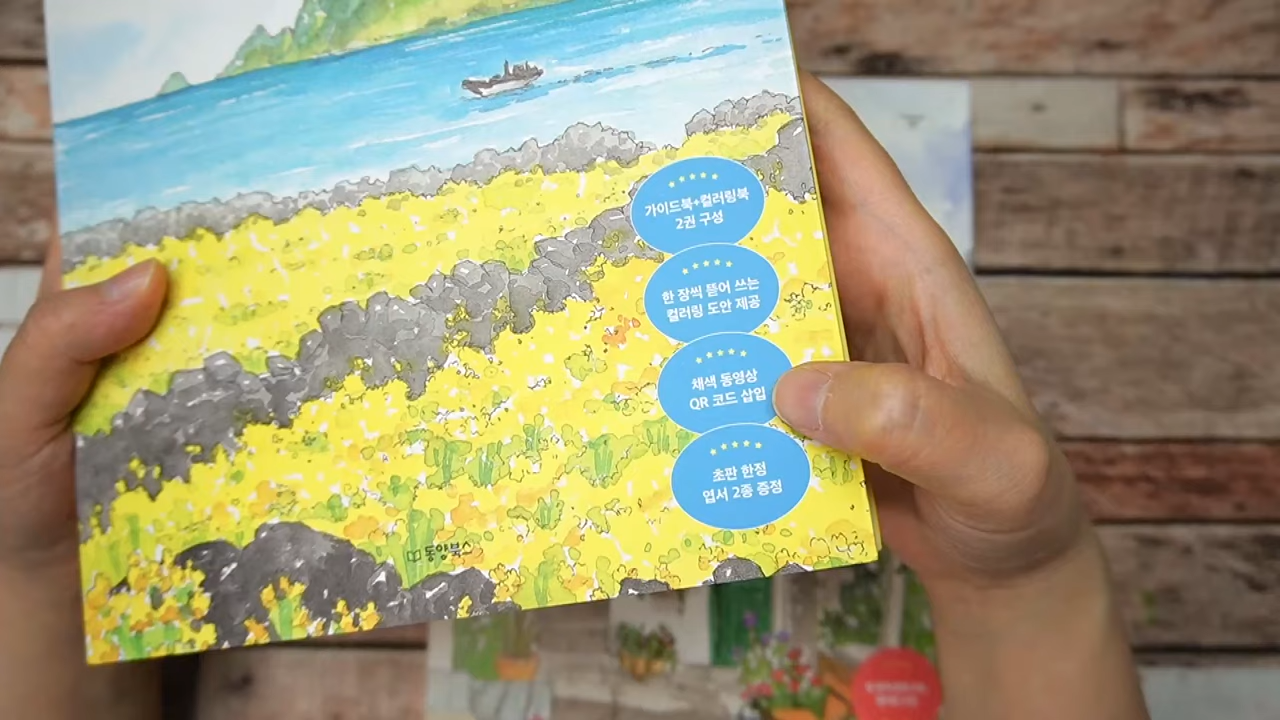 가이드북+컬러링북
2권 구성
한 장씩 뜯어 쓰는
컬러링 도안 제공
채색 동영상
QR 코드 삽입
초판 한정
엽서 2종 증정
동양북스